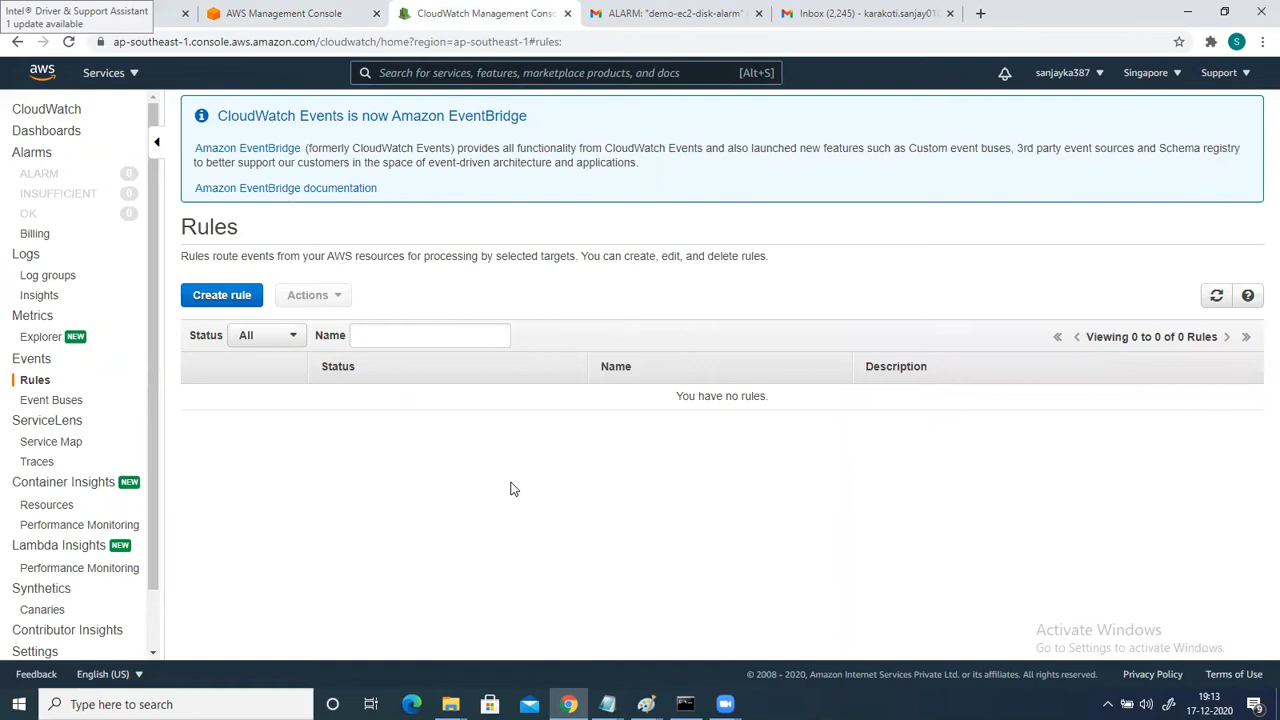 Intel® Driver & Support Assistant
1 update available
AWS Management Console
CloudWatch Management Conso
ALARM: "demo-ec2-disk-alarm"
Inbox (2,245) - karakoti.sanjay01
ap-southeast-1.console.aws.amazon.com/cloudwatch/home?region=ap-southeast-1#rules:
S
aws
Services
Search for services, features, marketplace products, and docs
[Alt+S]
sanjayka387
Singapore
Support
CloudWatch
Dashboards
Alarms
ALARM 0
INSUFFICIENT 0
OK 0
Billing
Logs
Log groups
Insights
Metrics
Explorer NEW
Events
Rules
Event Buses
ServiceLens
Service Map
Traces
Container Insights NEW
Resources
Performance Monitoring
Lambda Insights NEW
Performance Monitoring
Synthetics
Canaries
Contributor Insights
Settings
CloudWatch Events is now Amazon EventBridge
Amazon EventBridge (formerly CloudWatch Events) provides all functionality from CloudWatch Events and also launched new features such as Custom event buses, 3rd party event sources and Schema registry
to better support our customers in the space of event-driven architecture and applications.
Amazon EventBridge documentation
Rules
Rules route events from your AWS resources for processing by selected targets. You can create, edit, and delete rules.
Create rule
Actions
Status All Name
Viewing 0 to 0 of 0 Rules
Status Name Description
You have no rules.
Activate Windows
Go to Settings to activate Windows.
Feedback
English (US)
© 2008 - 2020, Amazon Internet Services Private Ltd. or its affiliates. All rights reserved.
Privacy Policy
Terms of Use
Type here to search
19:13
17-12-2020